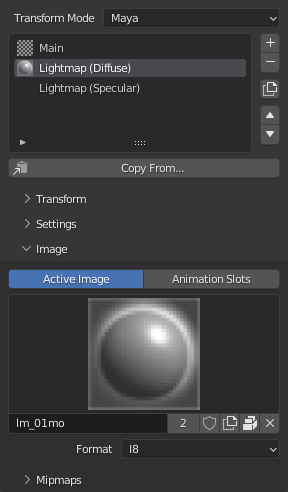 Transform Mode Maya
Main
Lightmap (Diffuse)
Lightmap (Specular)
Copy From...
Transform
Settings
Image
Active Image Animation Slots
lm_01mo 2
Format I8
Mipmaps